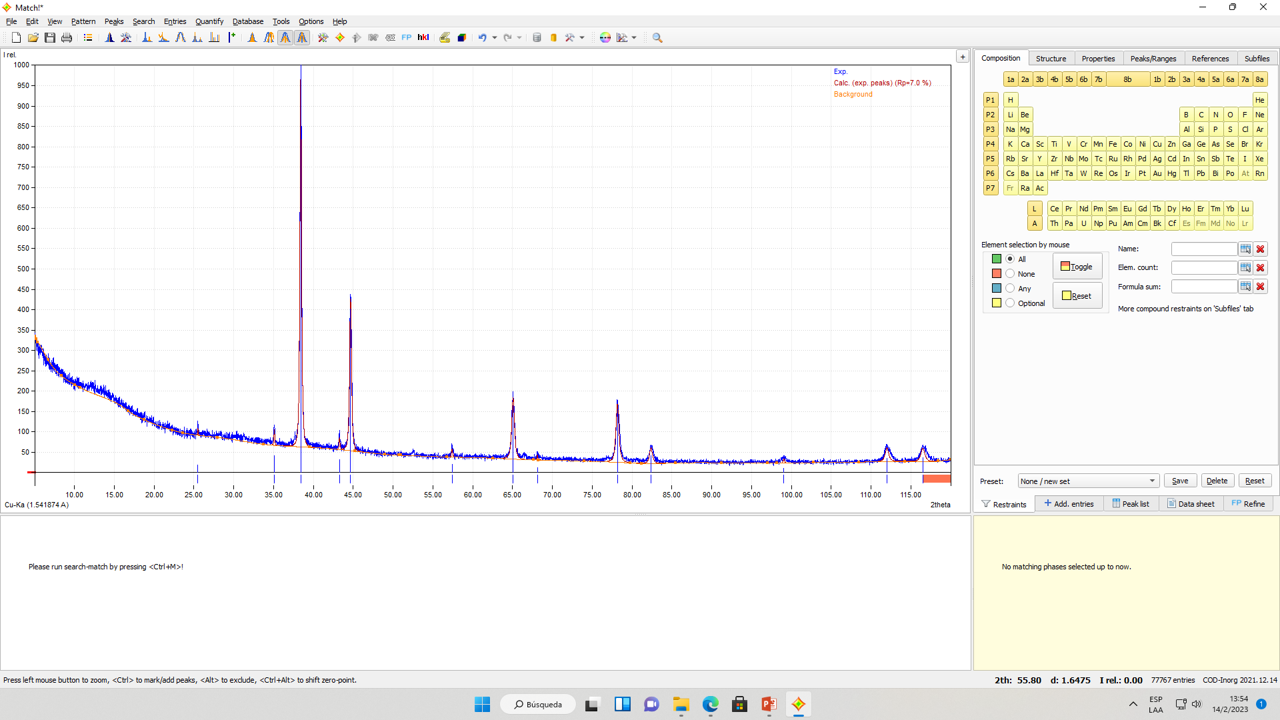 Match!*
File Edit View Pattern Peaks Search Entries Quantify Database Tools Options Help
FP hkl
I rel.
Exp.
Calc. (exp. peaks) (Rp=7.0 %)
Background
1000
950
900
850
800
750
700
650
600
550
500
450
400
350
300
250
200
150
100
50
10.00 15.00 20.00 25.00 30.00 35.00 40.00 45.00 50.00 55.00 60.00 65.00 70.00 75.00 80.00 85.00 90.00 95.00 100.00 105.00 110.00 115.00
Cu-Ka (1.541874 A) 2theta
Composition Structure Properties Peaks/Ranges References Subfiles
1a 2a 3b 4b 5b 6b 7b 8b 1b 2b 3a 4a 5a 6a 7a 8a
P1 H He
P2 Li Be B C N O F Ne
P3 Na Mg Al Si P S Cl Ar
P4 K Ca Sc Ti V Cr Mn Fe Co Ni Cu Zn Ga Ge As Se Br Kr
P5 Rb Sr Y Zr Nb Mo Tc Ru Rh Pd Ag Cd In Sn Sb Te I Xe
P6 Cs Ba La Hf Ta W Re Os Ir Pt Au Hg Tl Pb Bi Po At Rn
P7 Fr Ra Ac
L Ce Pr Nd Pm Sm Eu Gd Tb Dy Ho Er Tm Yb Lu
A Th Pa U Np Pu Am Cm Bk Cf Es Fm Md No Lr
Element selection by mouse
All
None
Any
Optional
Toggle
Reset
Name:
Elem. count:
Formula sum:
More compound restraints on 'Subfiles' tab
Preset: None / new set Save Delete Reset
Restraints Add. entries Peak list Data sheet FP Refine
Please run search-match by pressing <Ctrl+M>!
No matching phases selected up to now.
Press left mouse button to zoom, <Ctrl> to mark/add peaks, <Alt> to exclude, <Ctrl+Alt> to shift zero-point.
2th: 55.80 d: 1.6475 I rel.: 0.00 77767 entries COD-Inorg 2021.12.14
Búsqueda
ESP
LAA
13:54
14/2/2023
1